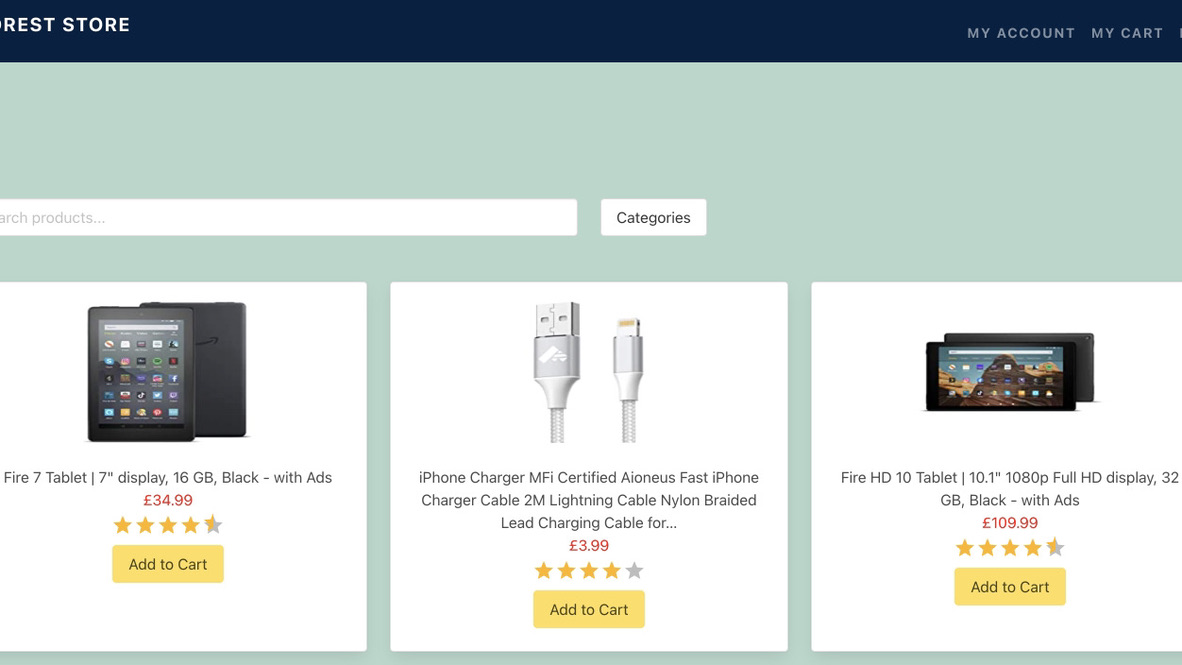 OREST STORE
MY ACCOUNT MY CART
arch products...
Categories
Fire 7 Tablet | 7" display, 16 GB, Black - with Ads
£34.99
Add to Cart
iPhone Charger MFi Certified Aioneus Fast iPhone
Charger Cable 2M Lightning Cable Nylon Braided
Lead Charging Cable for...
£3.99
Add to Cart
Fire HD 10 Tablet | 10.1" 1080p Full HD display, 32
GB, Black - with Ads
£109.99
Add to Cart